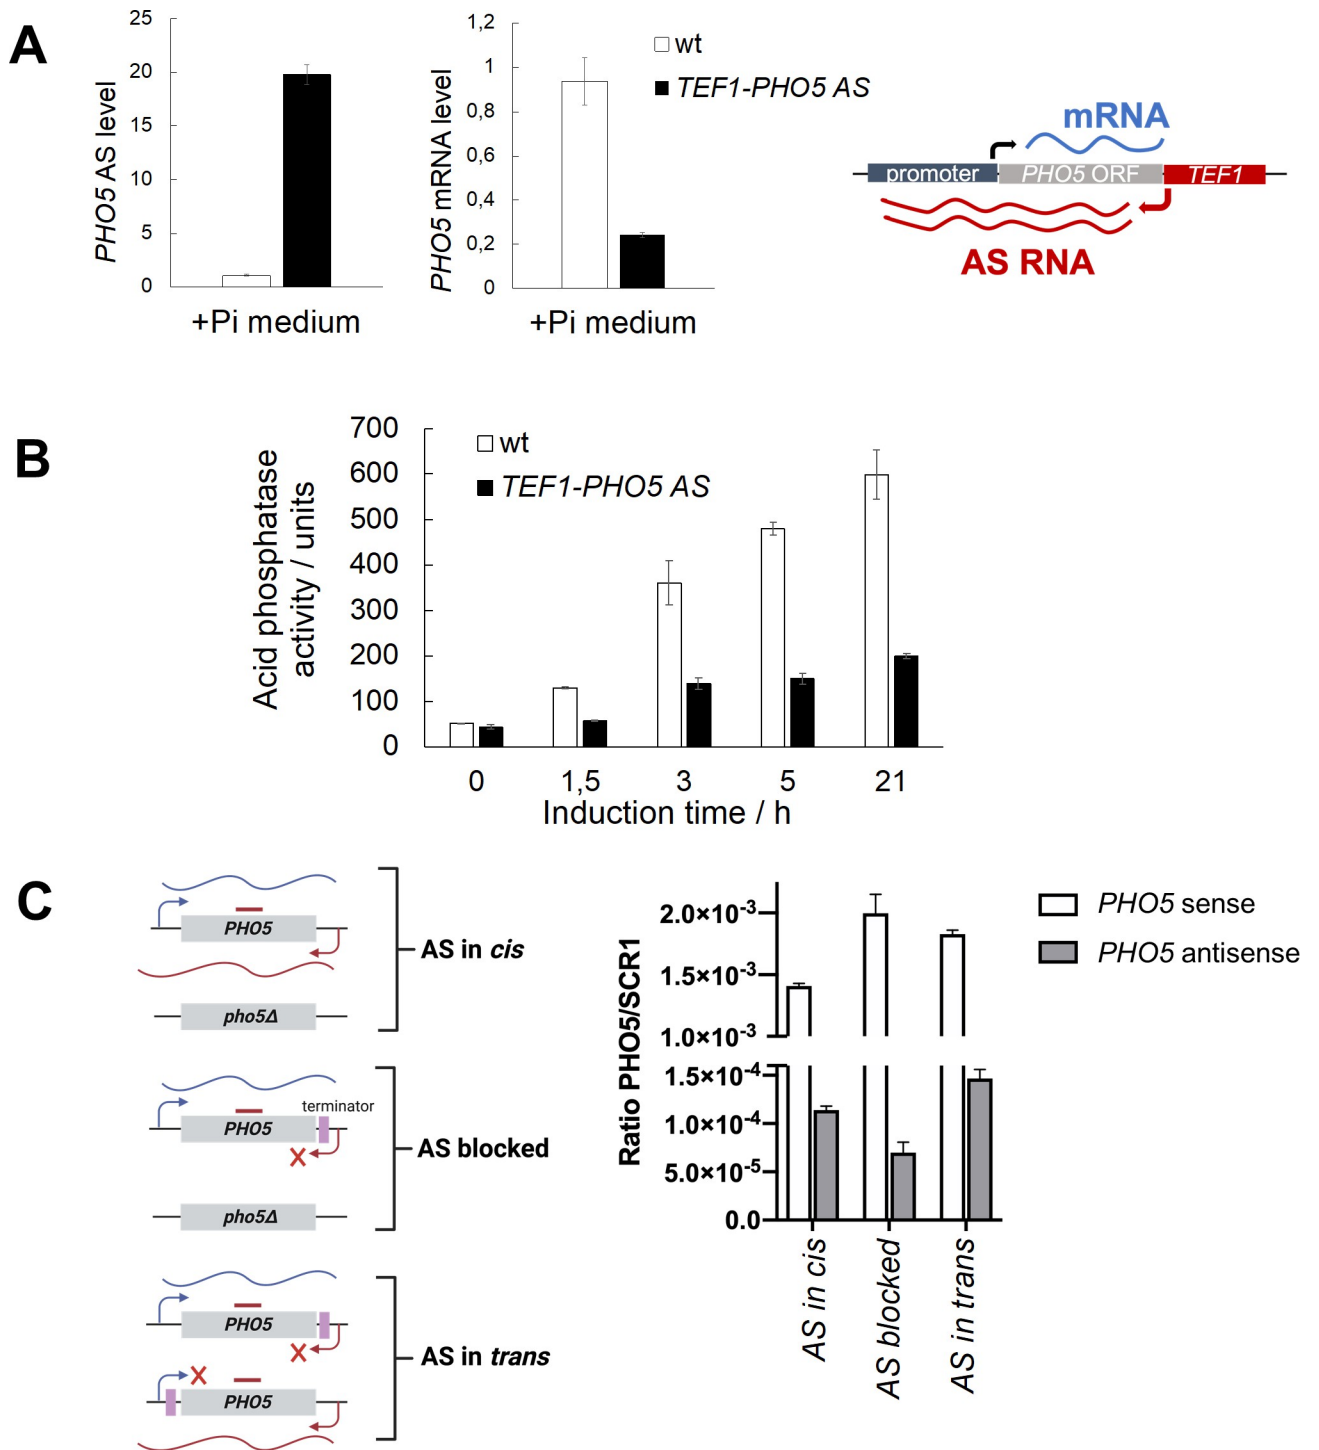 A
PHO5 AS level
25
20
15
10
5
0
+Pi medium
PHO5 mRNA level
1,2
1
0,8
0,6
0,4
0,2
0
+Pi medium
wt
TEF1-PHO5 AS
mRNA
promoter
PHO5 ORF
TEF1
AS RNA
B
Acid phosphatase
activity / units
700
600
500
400
300
200
100
0
wt
TEF1-PHO5 AS
0 1,5 3 5 21
Induction time / h
C
PHO5
pho5Δ
AS in cis
terminator
PHO5
pho5Δ
AS blocked
PHO5
PHO5
AS in trans
Ratio PHO5/SCR1
2.0×10-3
1.5×10-3
1.0×10-3
1.5×10-4
1.0×10-4
5.0×10-5
0.0
AS in cis
AS blocked
AS in trans
PHO5 sense
PHO5 antisense